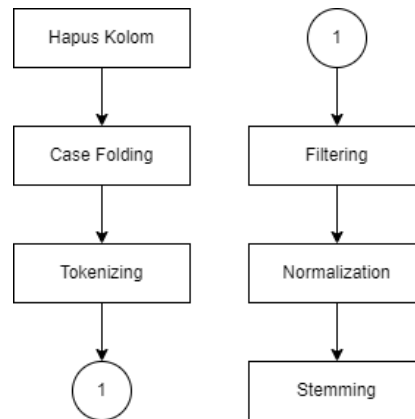 Hapus Kolom
Case Folding
Tokenizing
1
1
Filtering
Normalization
Stemming